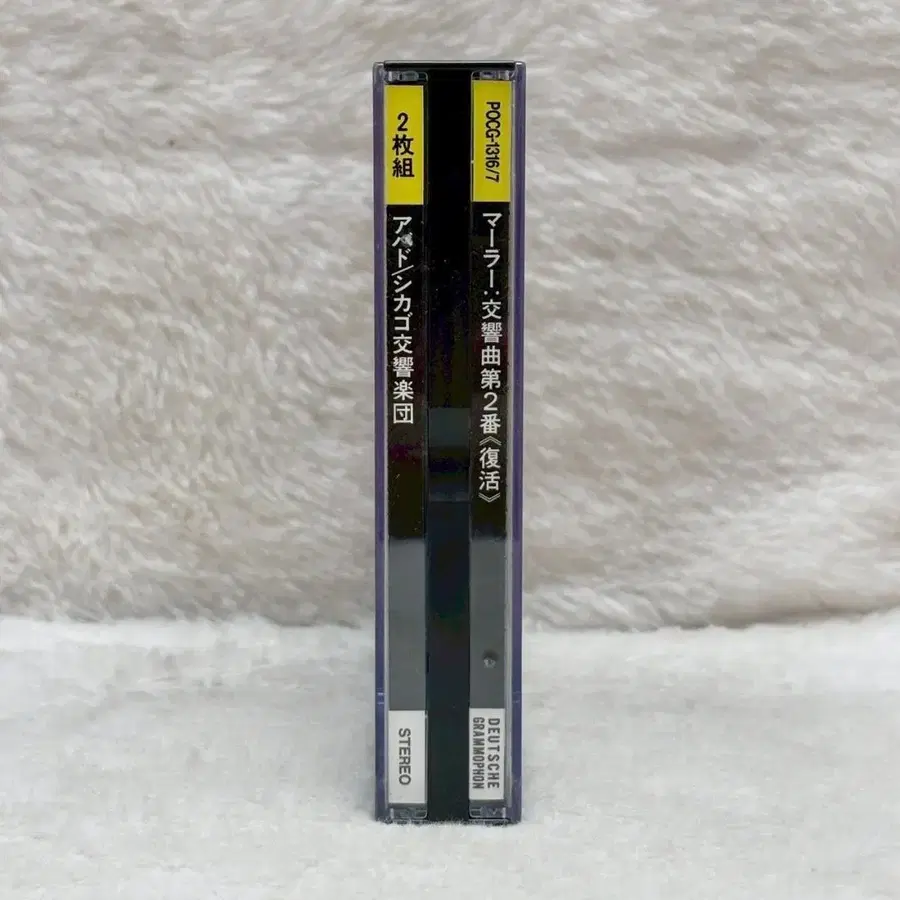 POCG-1316/7
マーラー:交響曲第2番《復活》
DEUTSCHE
GRAMMOPHON
2枚組
アバド/シカゴ交響楽団
STEREO